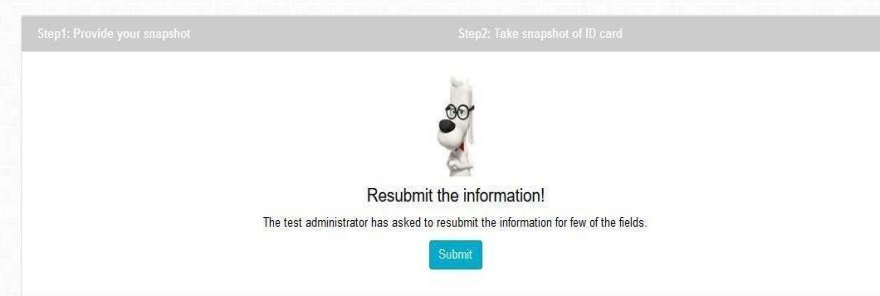 Step1: Provide your snapshot
Step2: Take snapshot of ID card
Resubmit the information!
The test administrator has asked to resubmit the information for few of the fields.
Submit